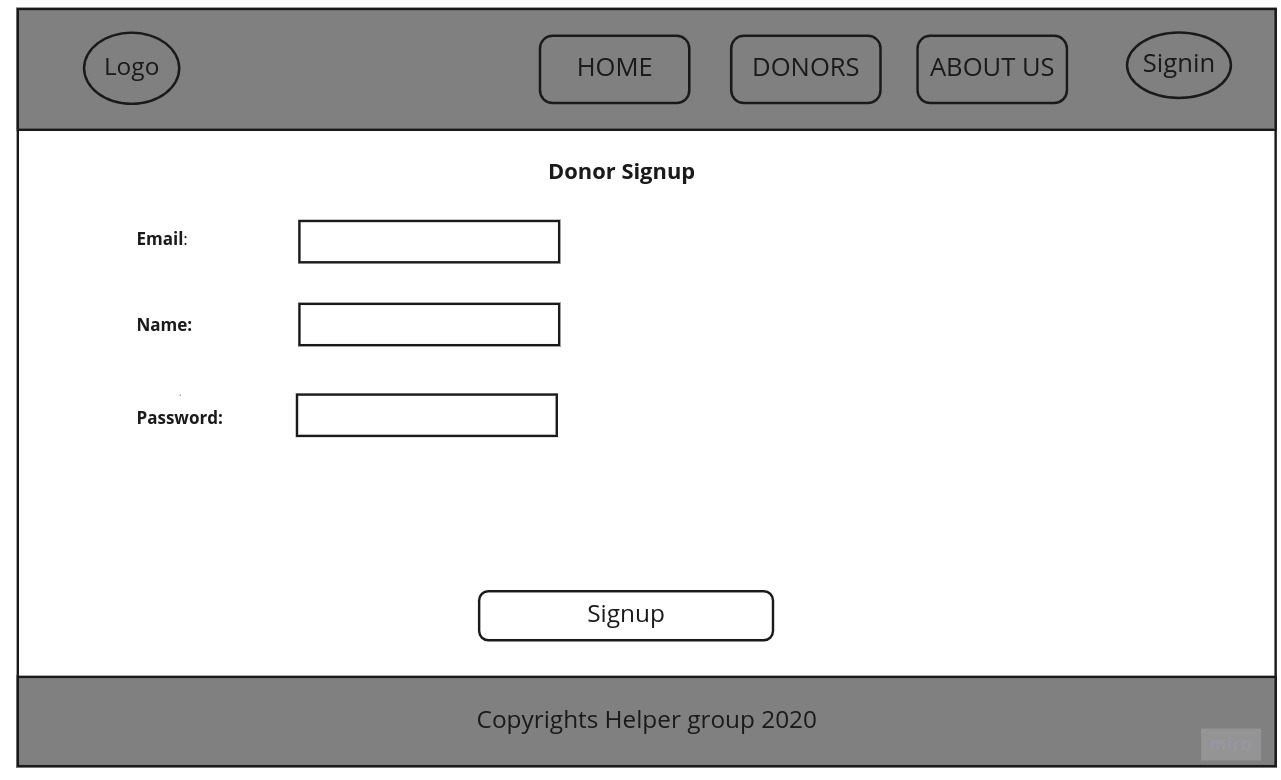 Logo
HOME
DONORS
ABOUT US
Signin
Donor Signup
Email:
Name:
Password:
Signup
Copyrights Helper group 2020
miro